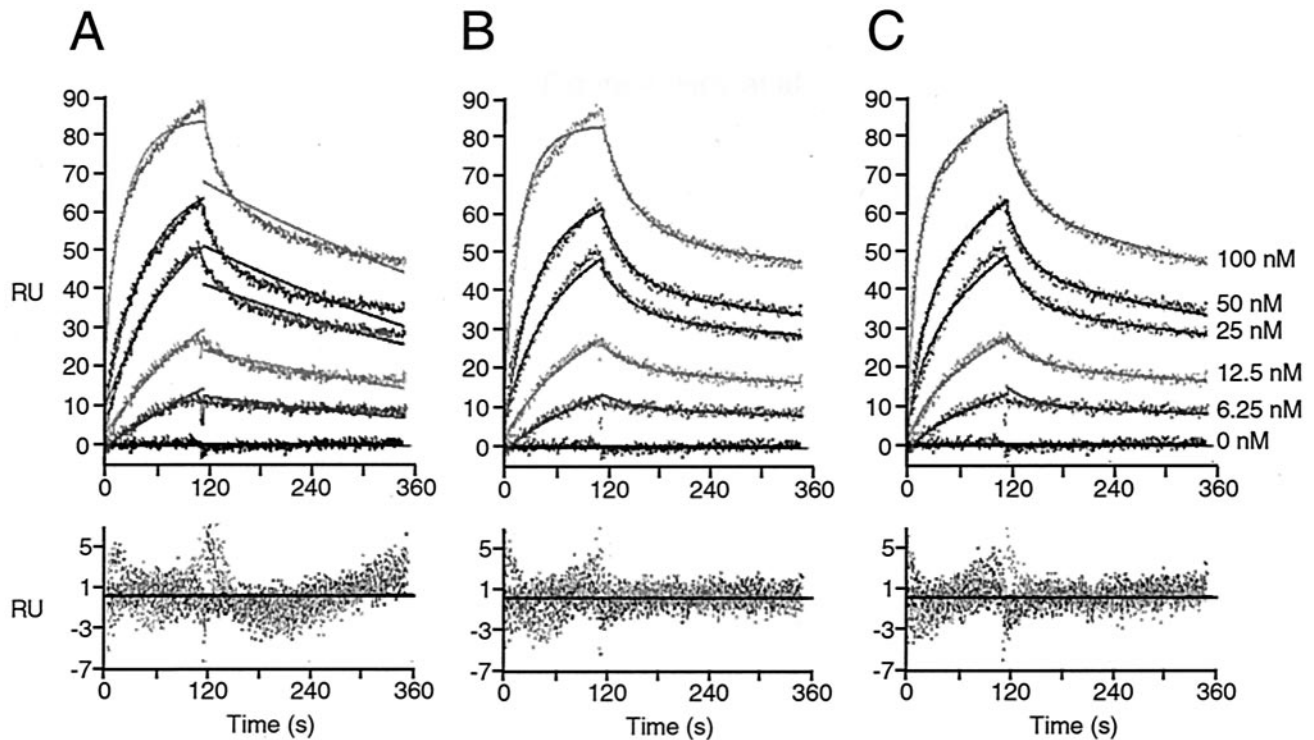 A B C
90 90 90
80 80 80
70 70 70
60 60 60
50 50 50 100 nM
RU 40 40 40 50 nM
30 30 30 25 nM
20 20 20 12.5 nM
10 10 10 6.25 nM
0 0 0 0 nM
0 120 240 360 0 120 240 360 0 120 240 360
5 5 5
RU 1 1 1
-3 -3 -3
-7 -7 -7
0 120 240 360 0 120 240 360 0 120 240 360
Time (s) Time (s) Time (s)